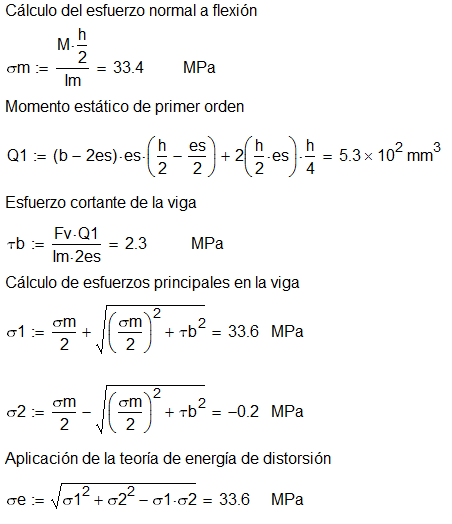 Cálculo del esfuerzo normal a flexión
σm := (M·h/2)/Im = 33.4 MPa
Momento estático de primer orden
Q1 := (b – 2es)·es·(h/2 – es/2) + 2(h/2·es)·h/4 = 5.3 × 10² mm³
Esfuerzo cortante de la viga
τb := (Fv·Q1)/(Im·2es) = 2.3 MPa
Cálculo de esfuerzos principales en la viga
σ1 := σm/2 + √((σm/2)² + τb²) = 33.6 MPa
σ2 := σm/2 – √((σm/2)² + τb²) = –0.2 MPa
Aplicación de la teoría de energía de distorsión
σe := √(σ1² + σ2² – σ1·σ2) = 33.6 MPa